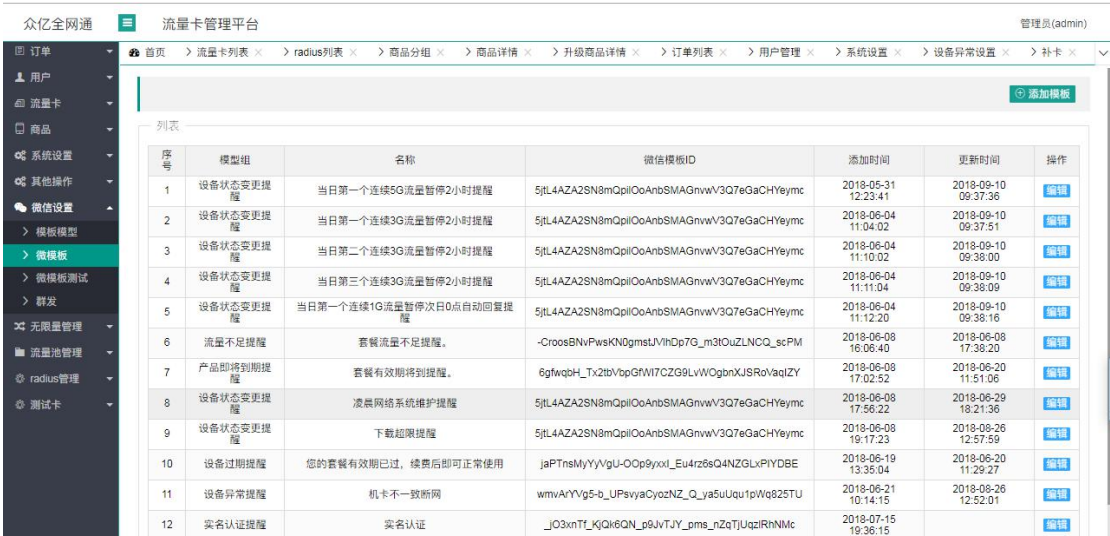 众亿全网通 流量卡管理平台 管理员(admin)
订单
用户
流量卡
商品
系统设置
其他操作
微信设置
模板模型
微模板
微模板测试
群发
无限量管理
流量池管理
radius管理
测试卡
首页 流量卡列表 radius列表 商品分组 商品详情 升级商品详情 订单列表 用户管理 系统设置 设备异常设置 补卡
添加模板
列表
序号 模型组 名称 微信模板ID 添加时间 更新时间 操作
1 设备状态变更提醒 当日第一个连续5G流量暂停2小时提醒 5jtL4AZA2SN8mQpilOoAnbSMAGnvwV3Q7eGaCHYeymc 2018-05-31 12:23:41 2018-09-10 09:37:36 编辑
2 设备状态变更提醒 当日第一个连续3G流量暂停2小时提醒 5jtL4AZA2SN8mQpilOoAnbSMAGnvwV3Q7eGaCHYeymc 2018-06-04 11:04:02 2018-09-10 09:37:51 编辑
3 设备状态变更提醒 当日第二个连续3G流量暂停2小时提醒 5jtL4AZA2SN8mQpilOoAnbSMAGnvwV3Q7eGaCHYeymc 2018-06-04 11:10:02 2018-09-10 09:38:00 编辑
4 设备状态变更提醒 当日第三个连续3G流量暂停2小时提醒 5jtL4AZA2SN8mQpilOoAnbSMAGnvwV3Q7eGaCHYeymc 2018-06-04 11:11:04 2018-09-10 09:38:09 编辑
5 设备状态变更提醒 当日第一个连续1G流量暂停次日0点自动回复提醒 5jtL4AZA2SN8mQpilOoAnbSMAGnvwV3Q7eGaCHYeymc 2018-06-04 11:12:20 2018-09-10 09:38:16 编辑
6 流量不足提醒 套餐流量不足提醒。 -CroosBNvPwsKN0gmstJVlhDp7G_m3tOuZLNCQ_scPM 2018-06-08 16:06:40 2018-06-08 17:38:20 编辑
7 产品即将到期提醒 套餐有效期将到提醒。 6gfwqbH_Tx2tbVbpGfWI7CZG9LvWOgbnXJSRoVaqIZY 2018-06-08 17:02:52 2018-06-20 11:51:06 编辑
8 设备状态变更提醒 凌晨网络系统维护提醒 5jtL4AZA2SN8mQpilOoAnbSMAGnvwV3Q7eGaCHYeymc 2018-06-08 17:56:22 2018-06-29 18:21:36 编辑
9 设备状态变更提醒 下载超限提醒 5jtL4AZA2SN8mQpilOoAnbSMAGnvwV3Q7eGaCHYeymc 2018-06-08 19:17:23 2018-08-26 12:57:59 编辑
10 设备过期提醒 您的套餐有效期已过，续费后即可正常使用 jaPTnsMyYyVgU-OOp9yxxI_Eu4rz6sQ4NZGLxPIYDBE 2018-06-19 13:35:04 2018-06-20 11:29:27 编辑
11 设备异常提醒 机卡不一致断网 wmvArYVg5-b_UPsvyaCyozNZ_Q_ya5uUqu1pWq825TU 2018-06-21 10:14:15 2018-08-26 12:52:01 编辑
12 实名认证提醒 实名认证 _jO3xnTf_KjQk6QN_p9JvTJY_pms_nZqTjUqzIRhNMc 2018-07-15 19:36:15 编辑